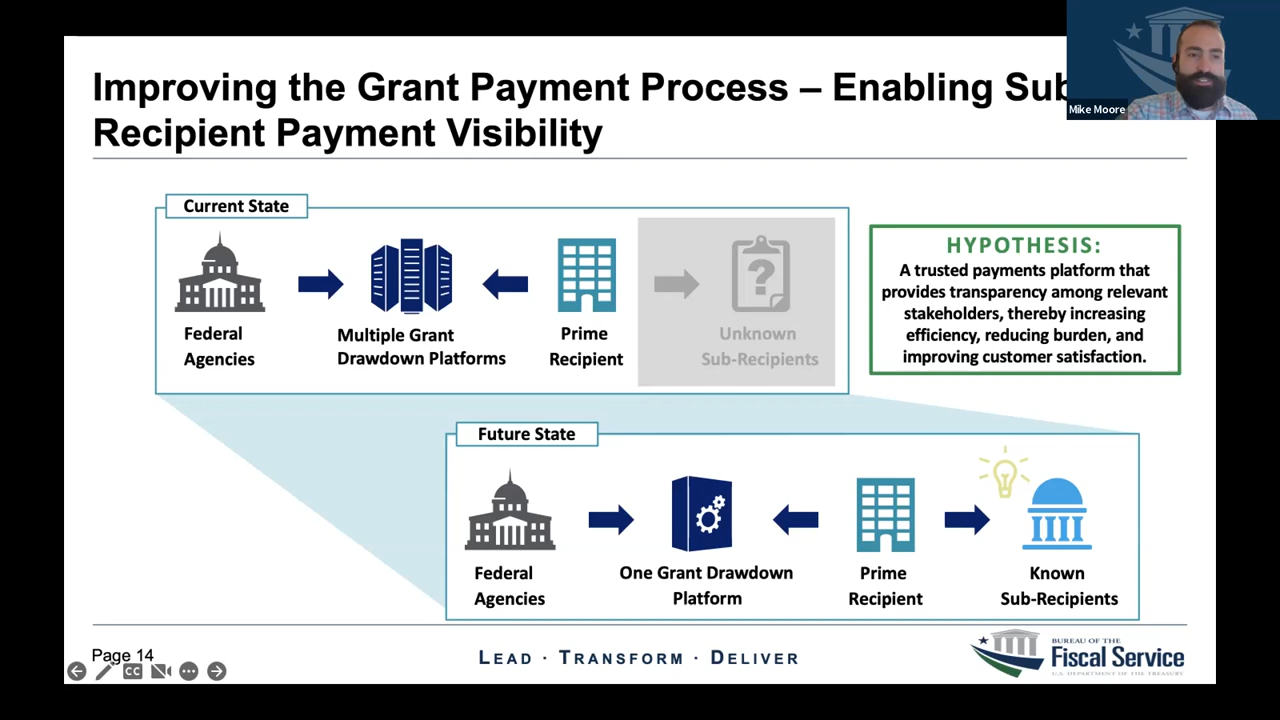 Improving the Grant Payment Process – Enabling Sub
Recipient Payment Visibility
Mike Moore
Current State
Federal
Agencies
Multiple Grant
Drawdown Platforms
Prime
Recipient
?
Unknown
Sub-Recipients
HYPOTHESIS:
A trusted payments platform that
provides transparency among relevant
stakeholders, thereby increasing
efficiency, reducing burden, and
improving customer satisfaction.
Future State
Federal
Agencies
One Grant Drawdown
Platform
Prime
Recipient
Known
Sub-Recipients
Page 14
CC
LEAD · TRANSFORM · DELIVER
BUREAU OF THE
Fiscal Service
U.S. DEPARTMENT OF THE TREASURY